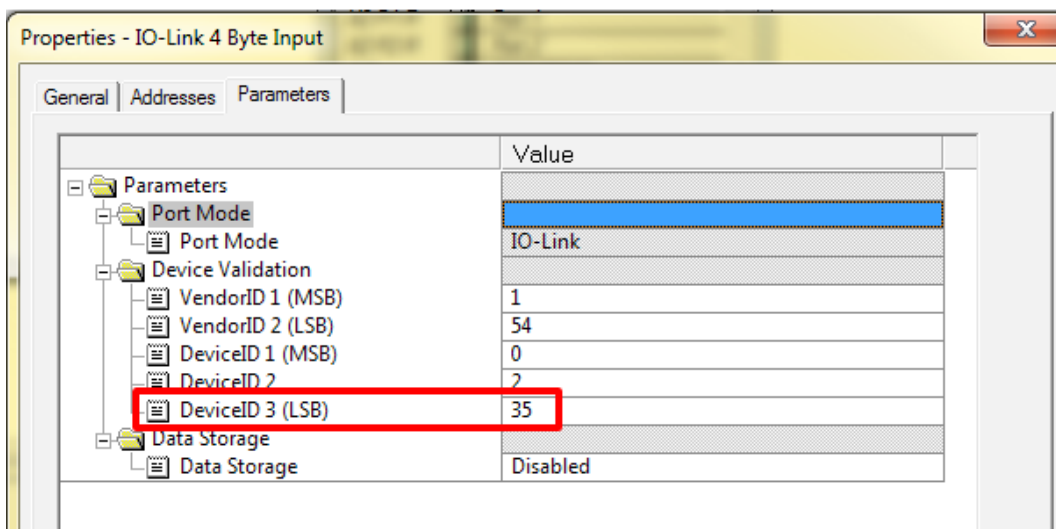 Properties - IO-Link 4 Byte Input
General Addresses Parameters
Value
Parameters
Port Mode
Port Mode IO-Link
Device Validation
VendorID 1 (MSB) 1
VendorID 2 (LSB) 54
DeviceID 1 (MSB) 0
DeviceID 2 2
DeviceID 3 (LSB) 35
Data Storage
Data Storage Disabled